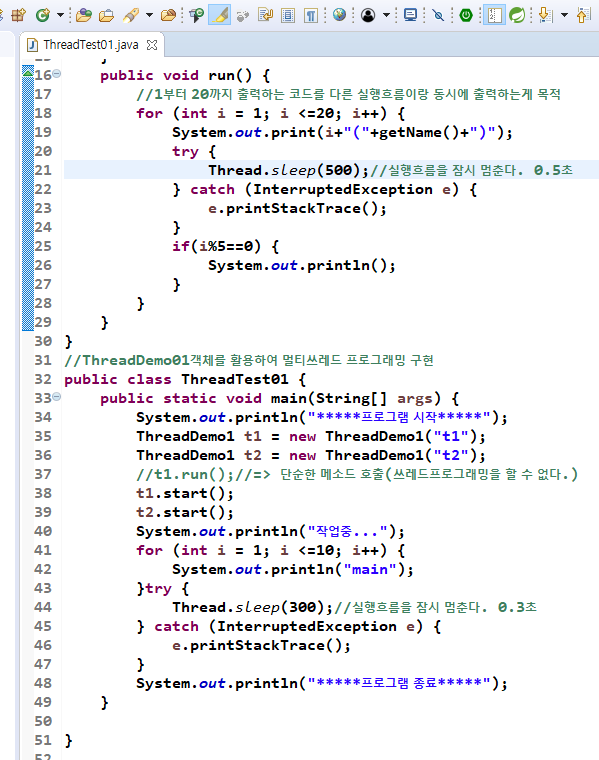 ThreadTest01.java
16 public void run() {
17 //1부터 20까지 출력하는 코드를 다른 실행흐름이랑 동시에 출력하는게 목적
18 for (int i = 1; i <=20; i++) {
19 System.out.print(i+"("+getName()+")");
20 try {
21 Thread.sleep(500);//실행흐름을 잠시 멈춘다. 0.5초
22 } catch (InterruptedException e) {
23 e.printStackTrace();
24 }
25 if(i%5==0) {
26 System.out.println();
27 }
28 }
29 }
30 }
31 //ThreadDemo01객체를 활용하여 멀티쓰레드 프로그래밍 구현
32 public class ThreadTest01 {
33 public static void main(String[] args) {
34 System.out.println("*****프로그램 시작*****");
35 ThreadDemo1 t1 = new ThreadDemo1("t1");
36 ThreadDemo1 t2 = new ThreadDemo1("t2");
37 //t1.run();//=> 단순한 메소드 호출(쓰레드프로그래밍을 할 수 없다.)
38 t1.start();
39 t2.start();
40 System.out.println("작업중...");
41 for (int i = 1; i <=10; i++) {
42 System.out.println("main");
43 }try {
44 Thread.sleep(300);//실행흐름을 잠시 멈춘다. 0.3초
45 } catch (InterruptedException e) {
46 e.printStackTrace();
47 }
48 System.out.println("*****프로그램 종료*****");
49 }
50
51 }